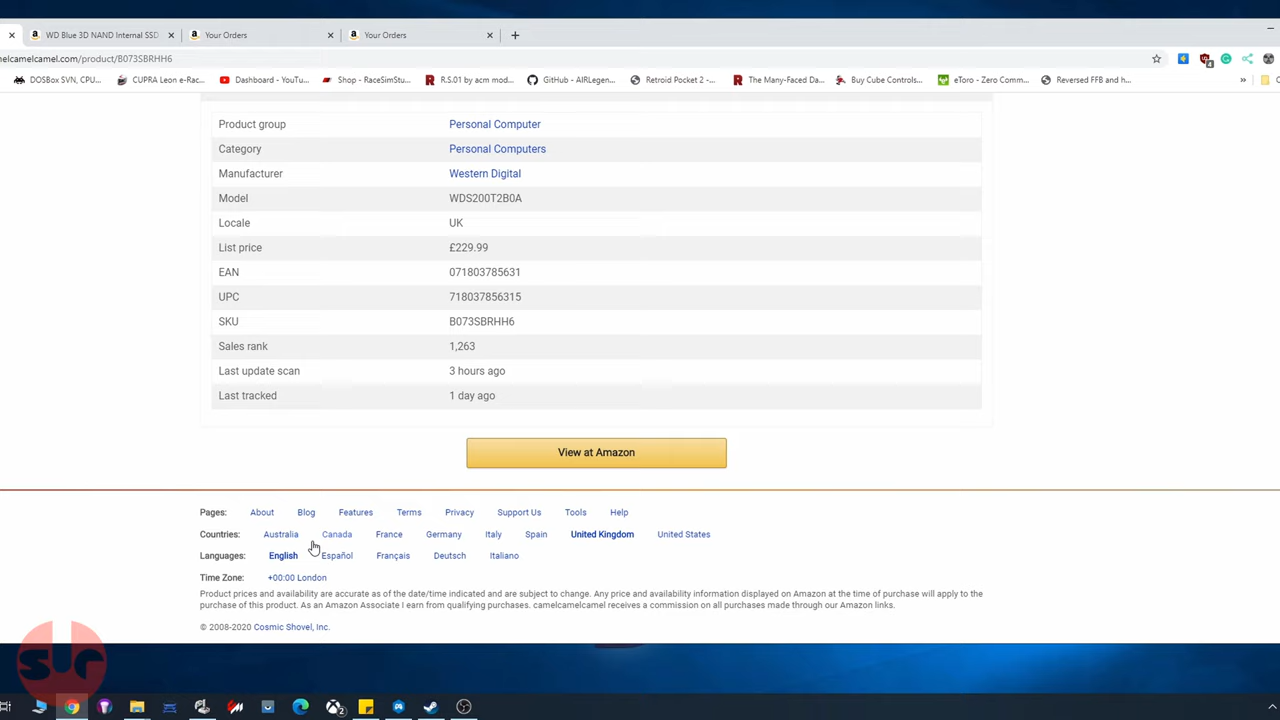 WD Blue 3D NAND Internal SSD
Your Orders
Your Orders
elcamelcamel.com/product/B073SBRHH6
DOSBox SVN, CPU...
CUPRA Leon e-Rac...
Dashboard - YouTu...
Shop - RaceSimStu...
R.S.01 by acm mod...
GitHub - AIRLegen...
Retroid Pocket 2 -...
The Many-Faced Da...
Buy Cube Controls...
eToro - Zero Comm...
Reversed FFB and h...
Product group Personal Computer
Category Personal Computers
Manufacturer Western Digital
Model WDS200T2B0A
Locale UK
List price £229.99
EAN 071803785631
UPC 718037856315
SKU B073SBRHH6
Sales rank 1,263
Last update scan 3 hours ago
Last tracked 1 day ago
View at Amazon
Pages: About Blog Features Terms Privacy Support Us Tools Help
Countries: Australia Canada France Germany Italy Spain United Kingdom United States
Languages: English Español Français Deutsch Italiano
Time Zone: +00:00 London
Product prices and availability are accurate as of the date/time indicated and are subject to change. Any price and availability information displayed on Amazon at the time of purchase will apply to the
purchase of this product. As an Amazon Associate I earn from qualifying purchases. camelcamelcamel receives a commission on all purchases made through our Amazon links.
© 2008-2020 Cosmic Shovel, Inc.
sur